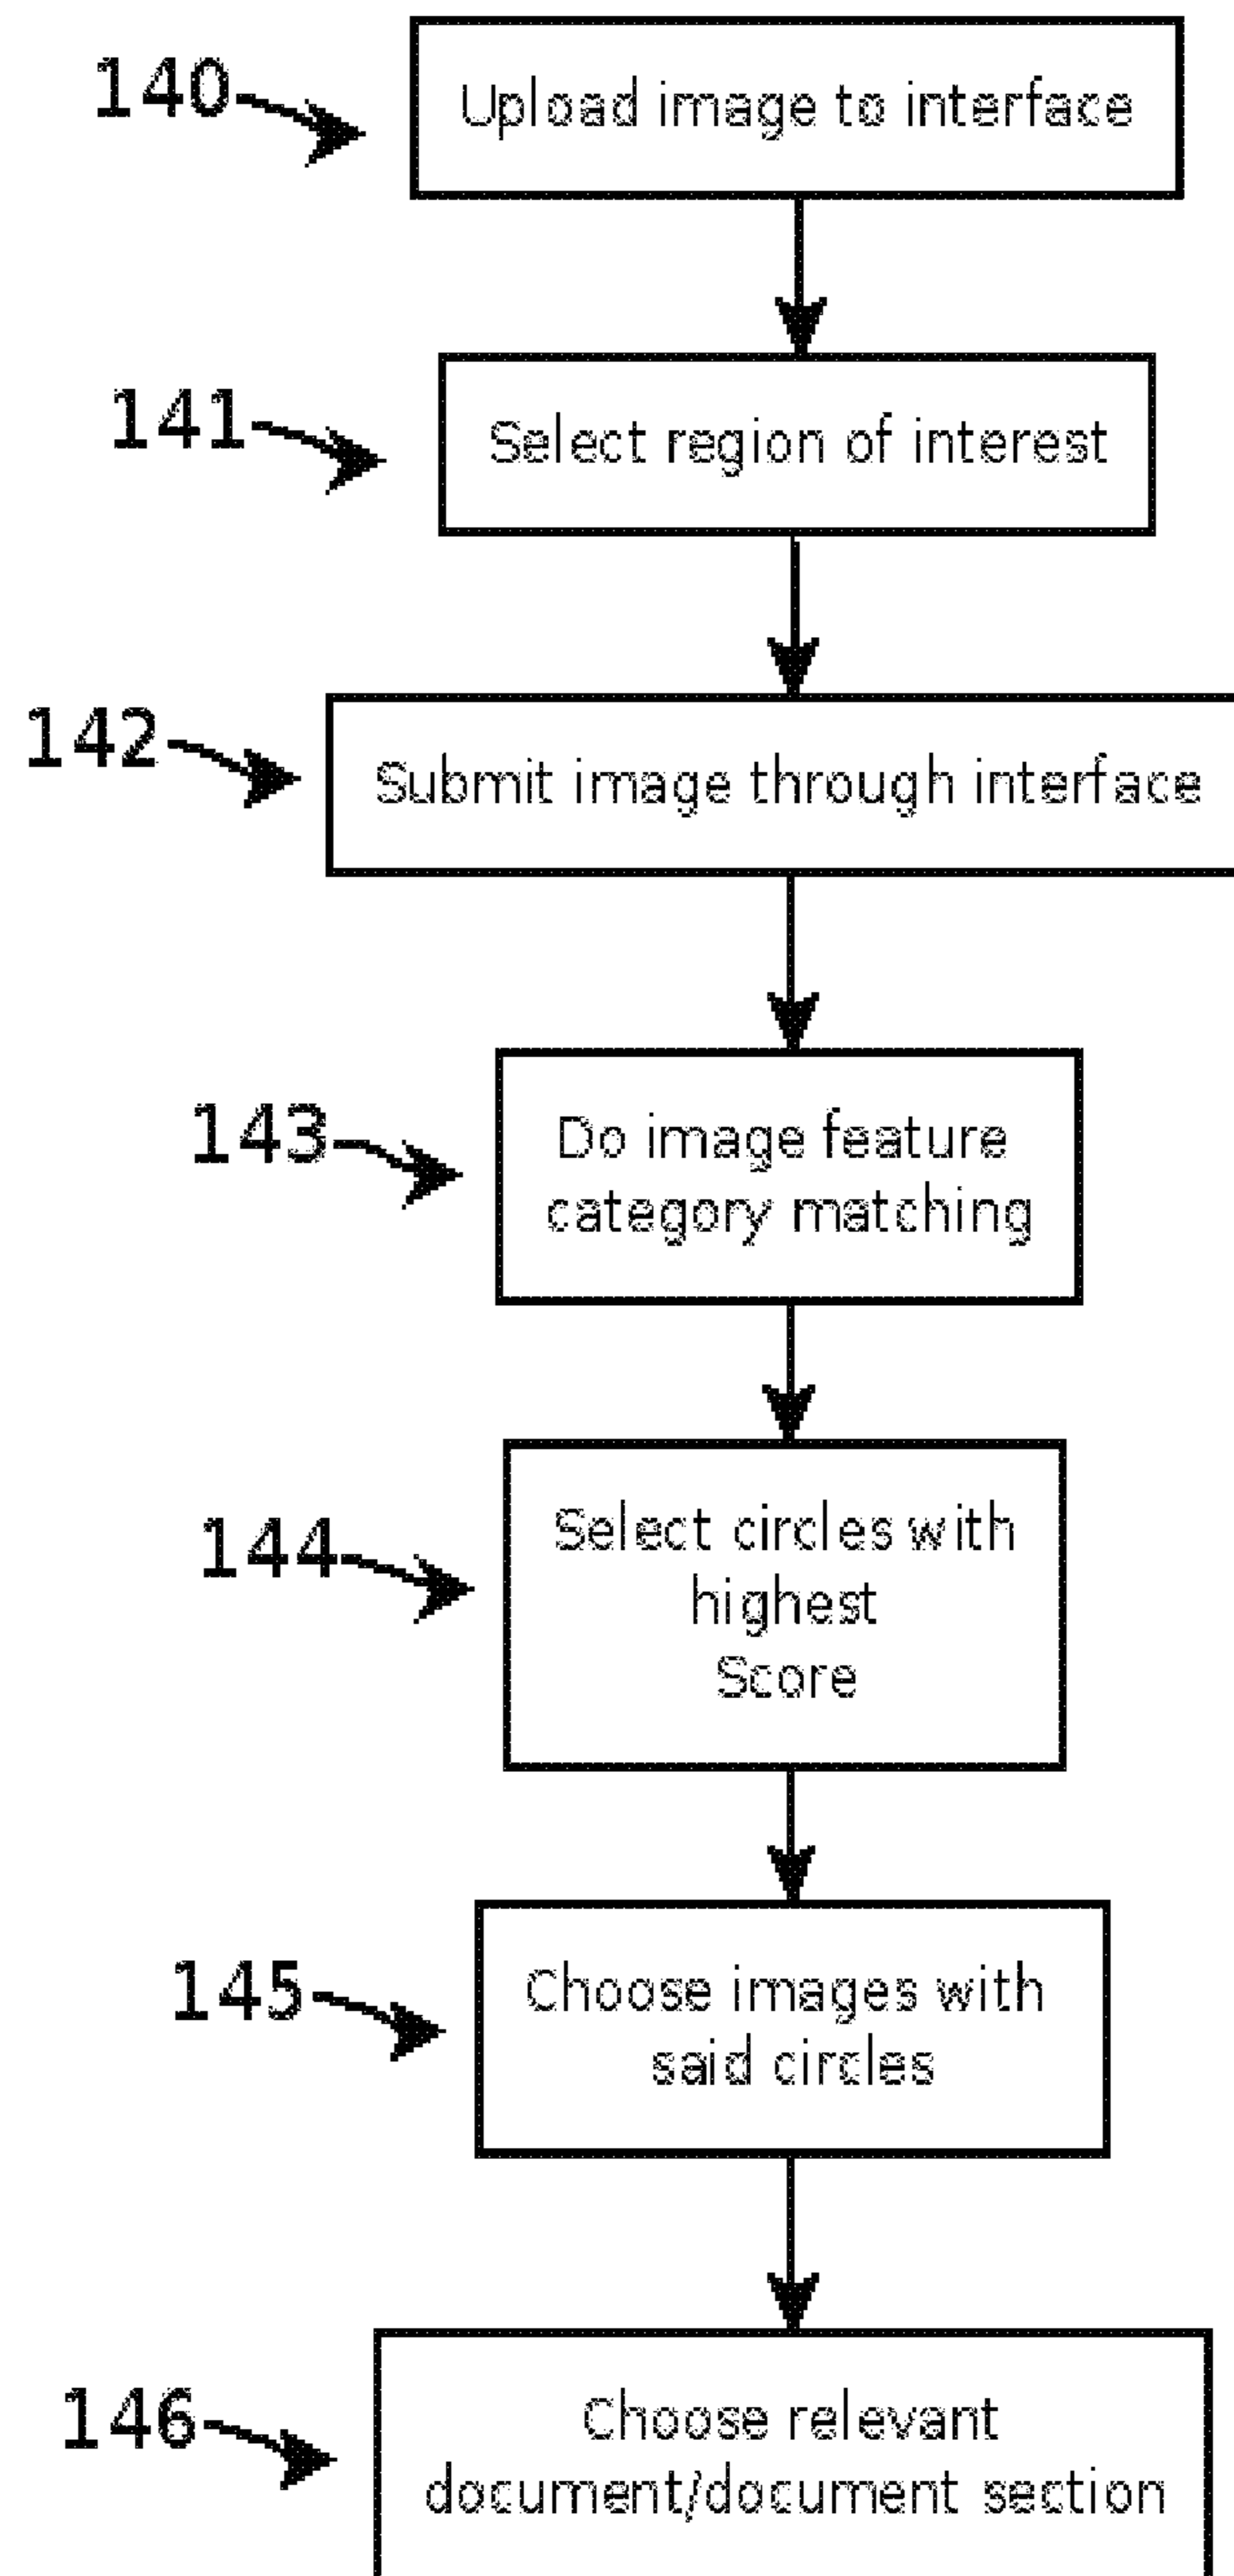 140
Upload image to interface
141
Select region of interest
142
Submit image through interface
143
Do image feature
category matching
144
Select circles with
highest
Score
145
Choose images with
said circles
146
Choose relevant
document/document section